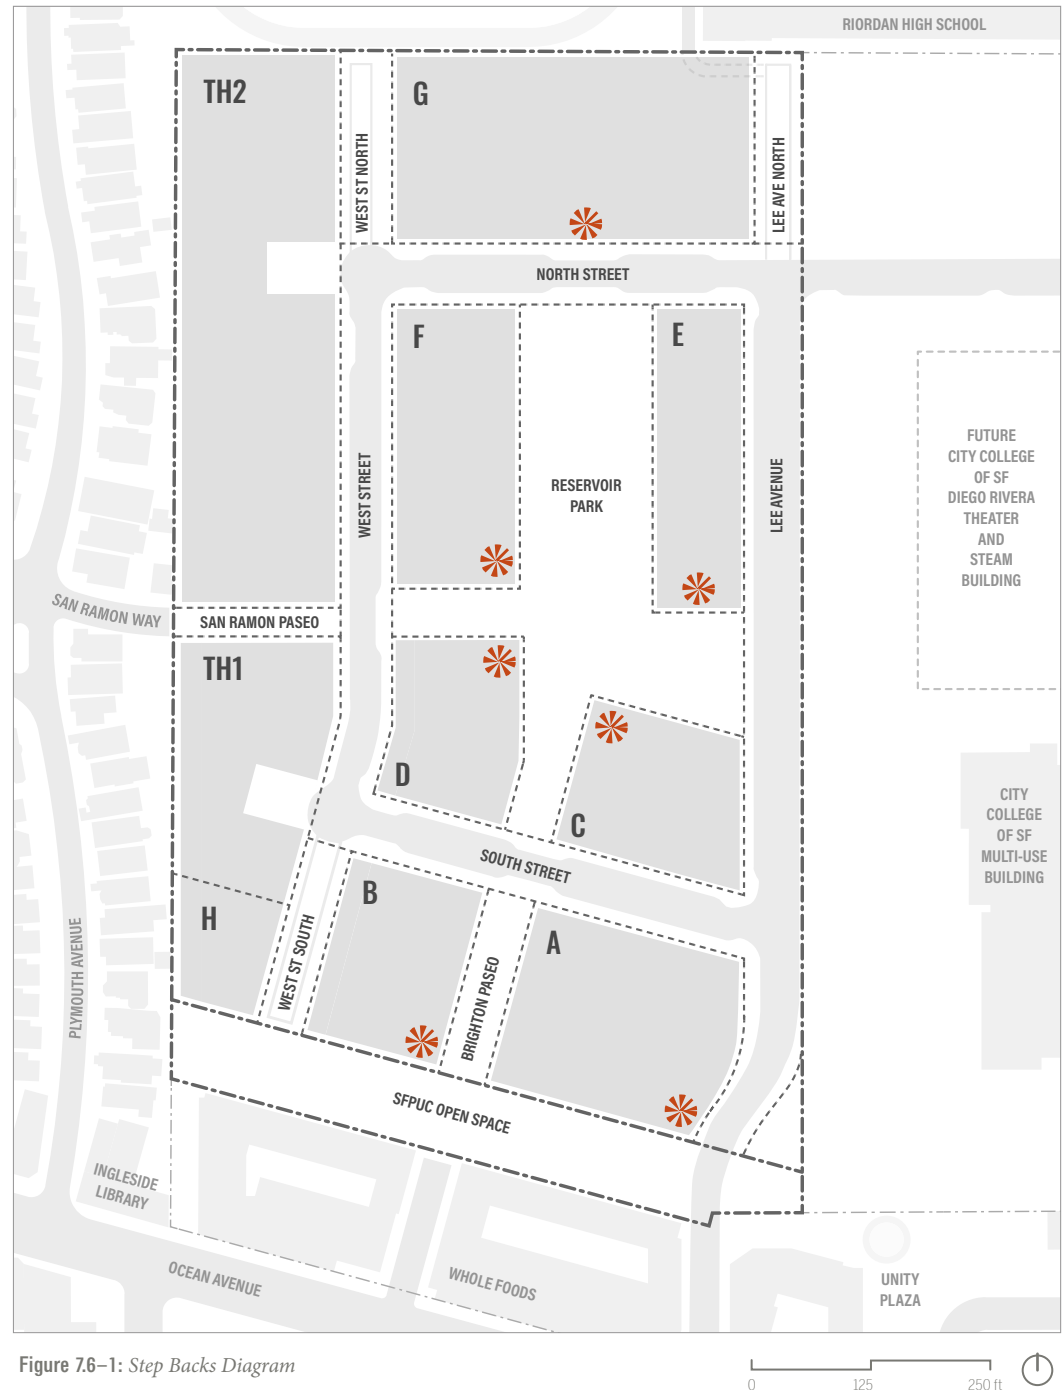 RIORDAN HIGH SCHOOL
TH2
G
WEST ST NORTH
LEE AVE NORTH
NORTH STREET
F
E
WEST STREET
RESERVOIR
PARK
LEE AVENUE
FUTURE
CITY COLLEGE
OF SF
DIEGO RIVERA
THEATER
AND
STEAM
BUILDING
SAN RAMON WAY
SAN RAMON PASEO
TH1
D
C
CITY
COLLEGE
OF SF
MULTI-USE
BUILDING
SOUTH STREET
B
A
H
WEST ST SOUTH
BRIGHTON PASEO
PLYMOUTH AVENUE
SFPUC OPEN SPACE
INGLESIDE
LIBRARY
OCEAN AVENUE
WHOLE FOODS
UNITY
PLAZA
Figure 7.6–1: Step Backs Diagram
0 125 250 ft